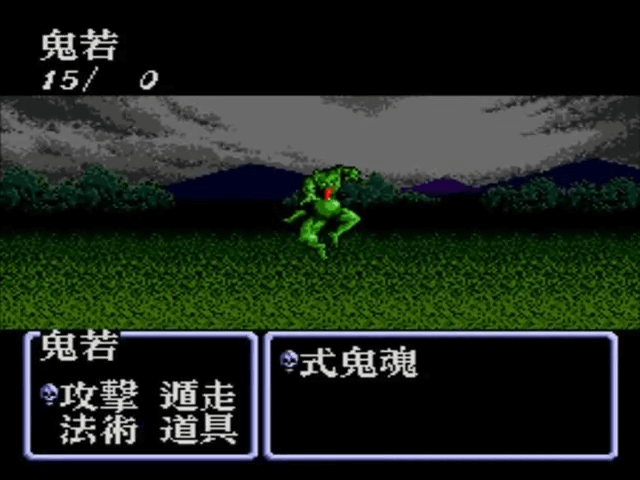 鬼若
15/ 0
鬼若
攻撃 遁走
法術 道具
式鬼魂